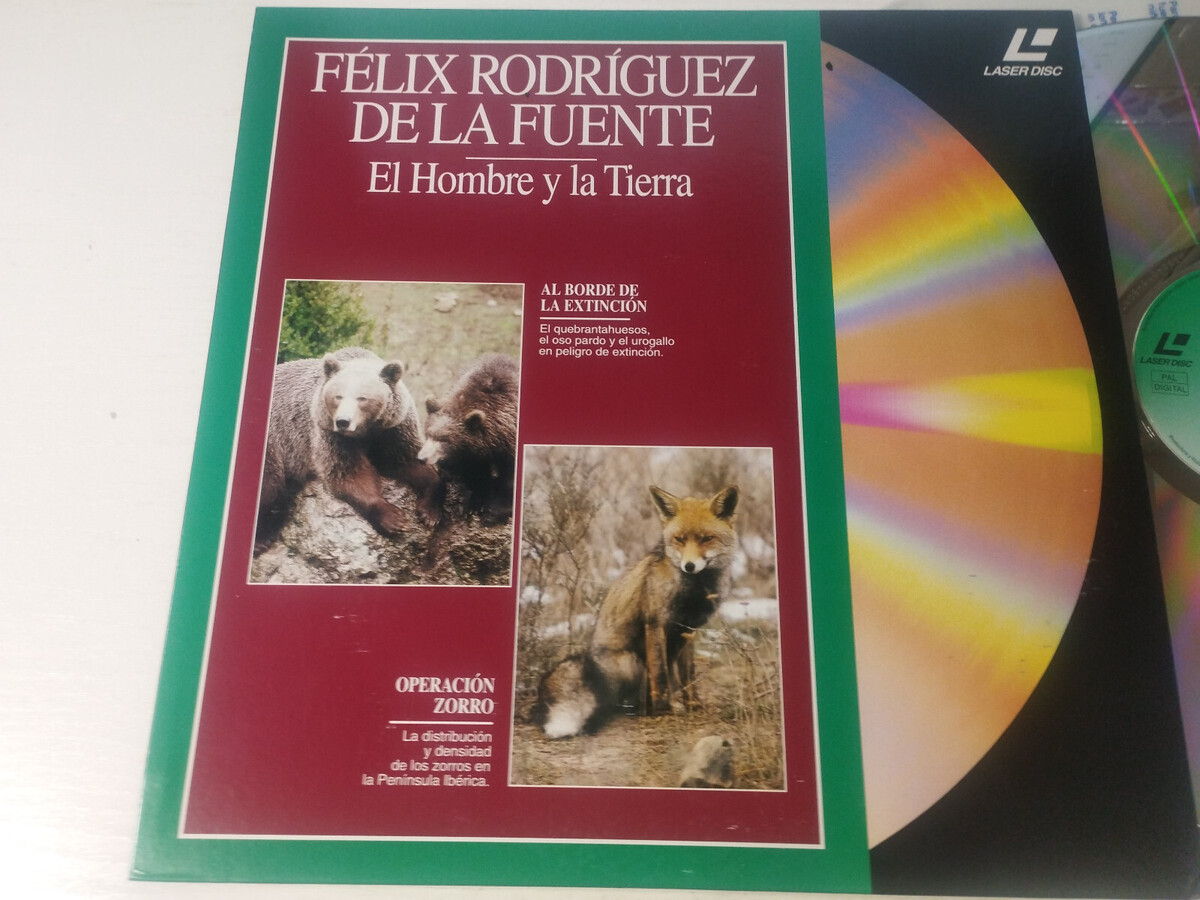 FÉLIX RODRÍGUEZ
DE LA FUENTE
El Hombre y la Tierra
AL BORDE DE
LA EXTINCIÓN
El quebrantahuesos,
el oso pardo y el urogallo
en peligro de extinción.
OPERACIÓN
ZORRO
La distribución
y densidad
de los zorros en
la Península Ibérica.
LASER DISC
LASER DISC
PAL
DIGITAL